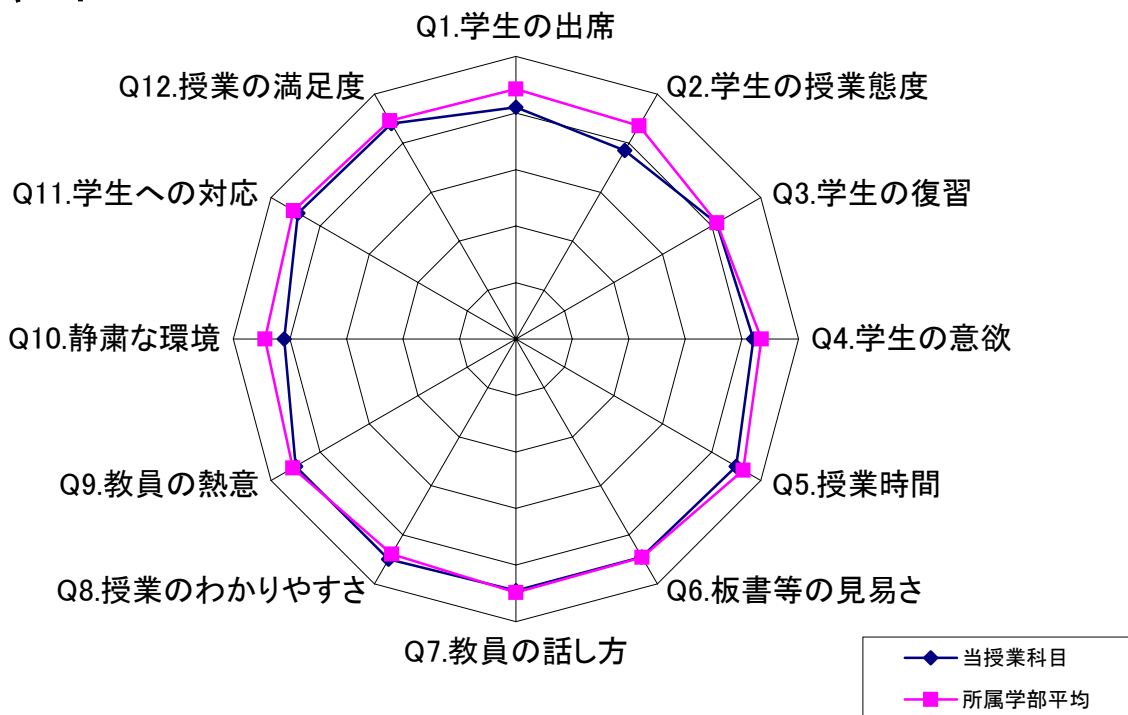 Q1.学生の出席
Q2.学生の授業態度
Q3.学生の復習
Q4.学生の意欲
Q5.授業時間
Q6.板書等の見易さ
Q7.教員の話し方
Q8.授業のわかりやすさ
Q9.教員の熱意
Q10.静粛な環境
Q11.学生への対応
Q12.授業の満足度
当授業科目
所属学部平均